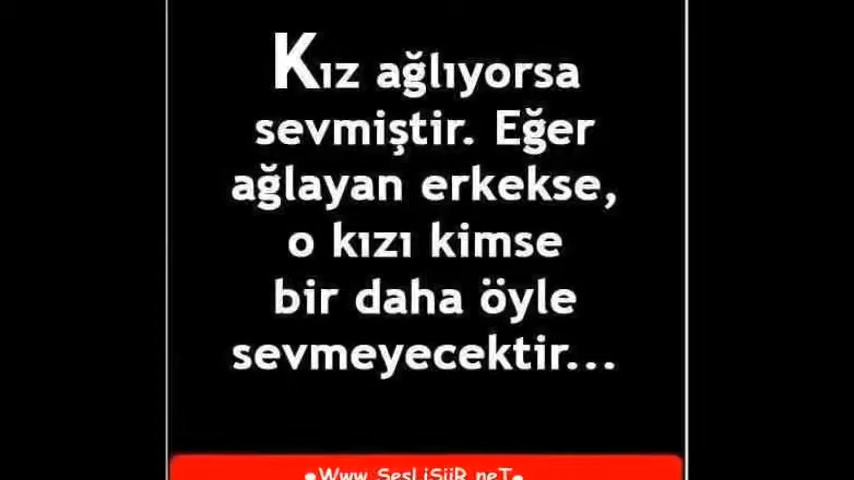 Kız ağlıyorsa
sevmiştir. Eğer
ağlayan erkekse,
o kızı kimse
bir daha öyle
sevmeyecektir...
•Www.SesLiSiiR.neT•